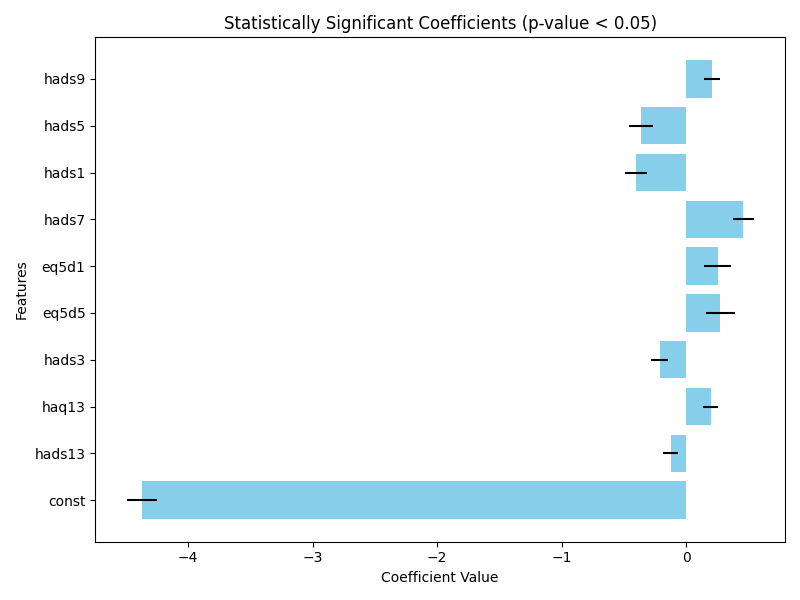 Statistically Significant Coefficients (p-value < 0.05)
hads9
hads5
hads1
hads7
eq5d1
eq5d5
hads3
haq13
hads13
const
Features
−4
−3
−2
−1
0
Coefficient Value